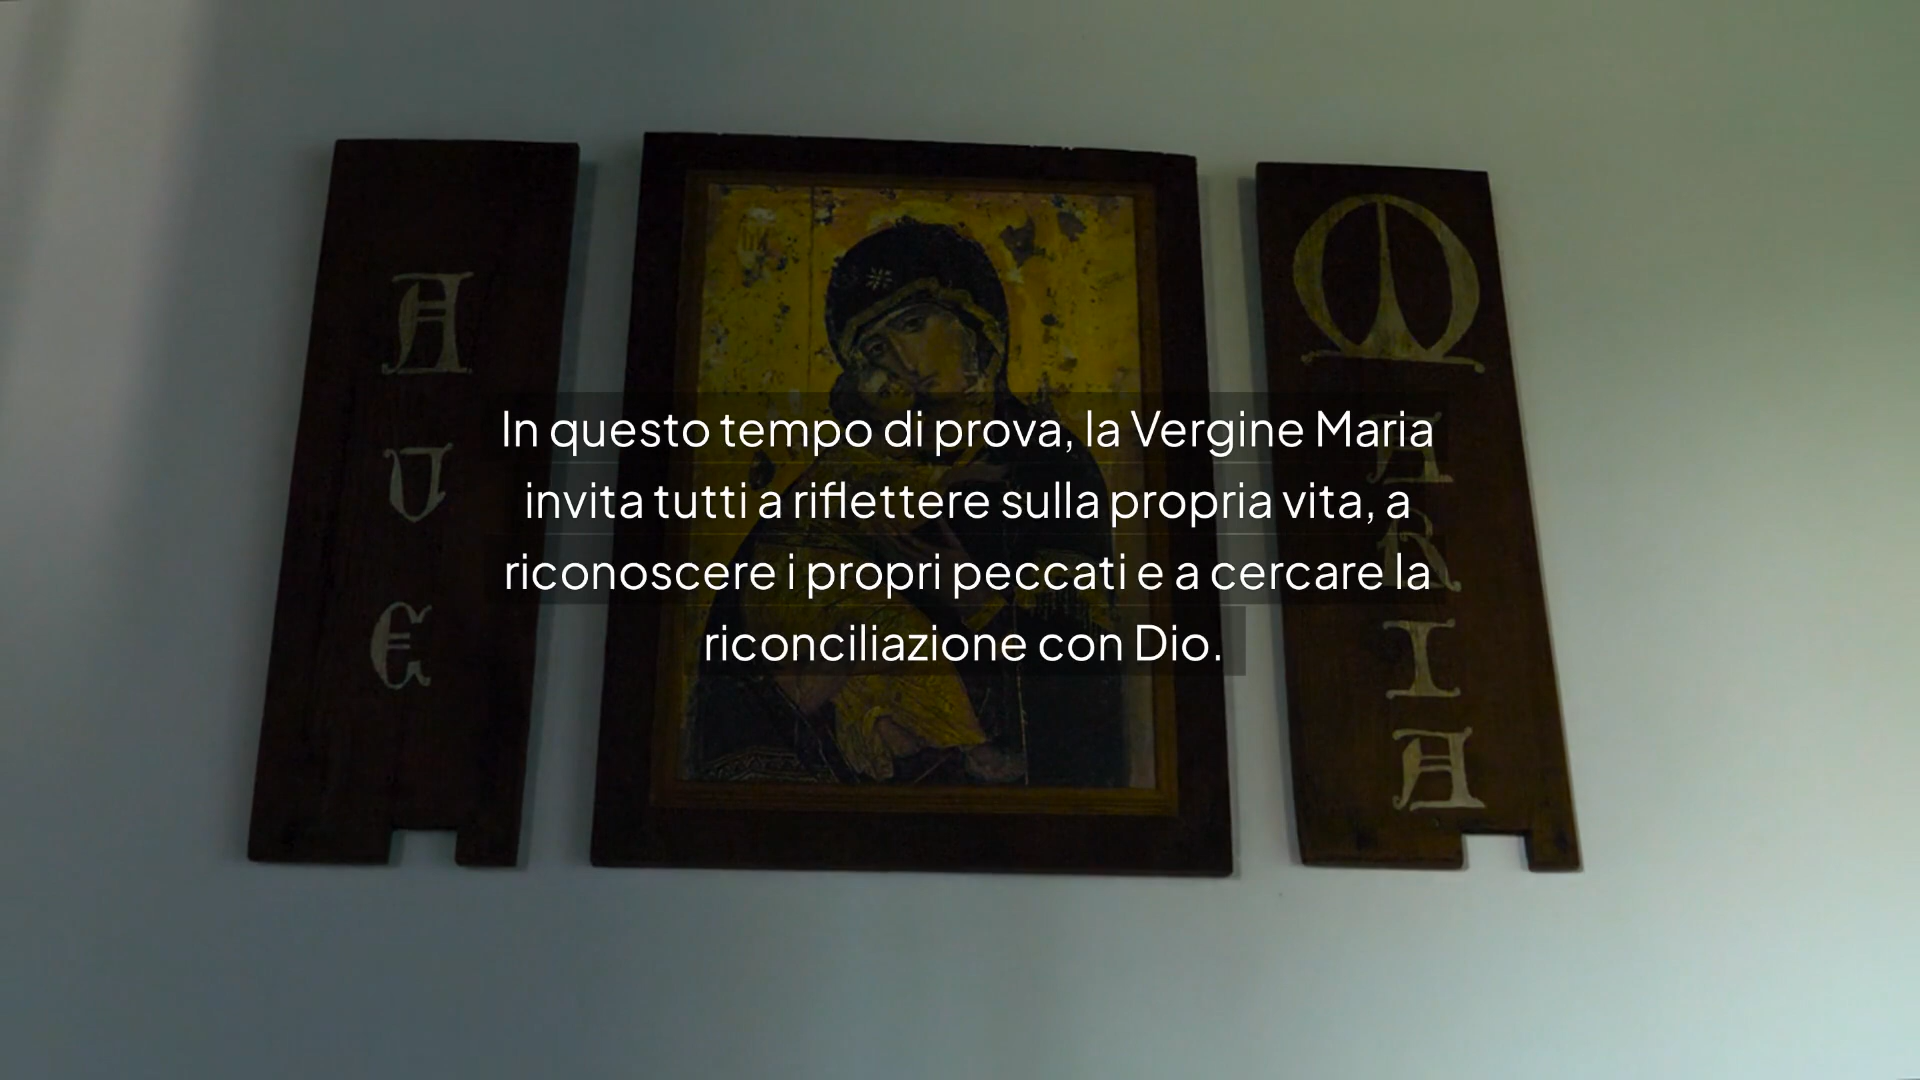 AVE
MARIA
In questo tempo di prova, la Vergine Maria
invita tutti a riflettere sulla propria vita, a
riconoscere i propri peccati e a cercare la
riconciliazione con Dio.